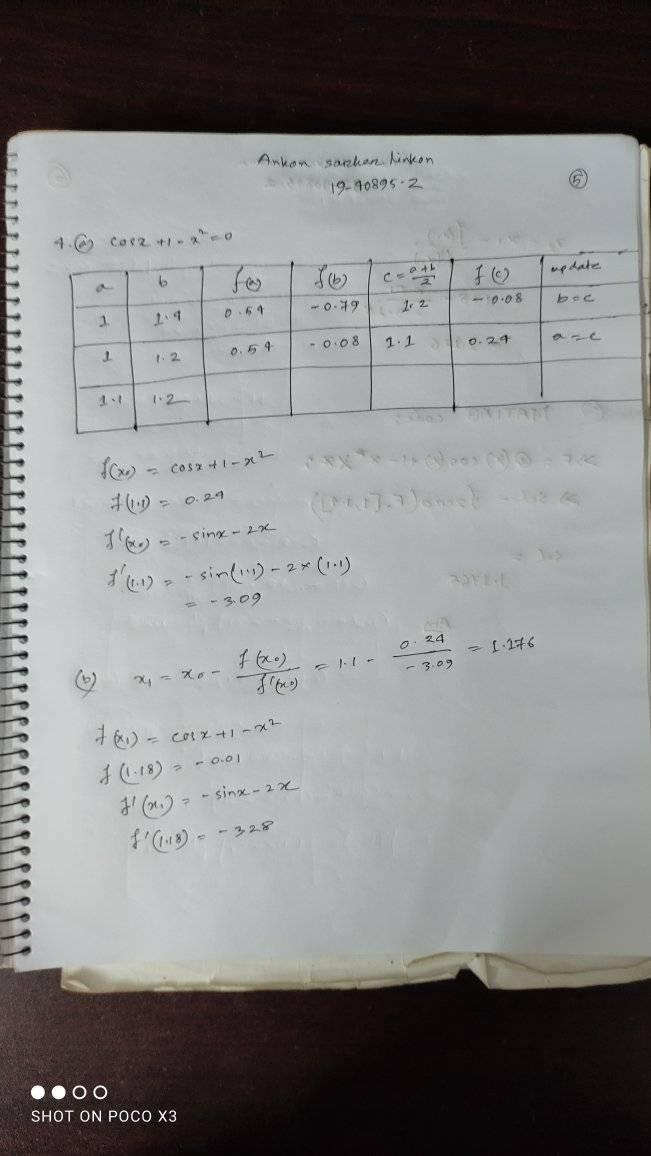 Ankon sarkar hinkon
19-40895-2
5
4. (a) cosx + 1 - x² = 0
a b f(a) f(b) c = a+b/2 f(c) update
1 1.4 0.54 -0.79 1.2 -0.08 b=c
1 1.2 0.54 -0.08 1.1 0.24 a=c
1.1 1.2
f(x₀) = cosx + 1 - x²
f(1.1) = 0.24
f'(x₀) = -sinx - 2x
f'(1.1) = -sin(1.1) - 2×(1.1)
= -3.09
(b) x₁ = x₀ - f(x₀)/f'(x₀) = 1.1 - 0.24/-3.09 = 1.176
f(x₁) = cosx + 1 - x²
f(1.18) = -0.01
f'(x₁) = -sinx - 2x
f'(1.18) = -328
SHOT ON POCO X3